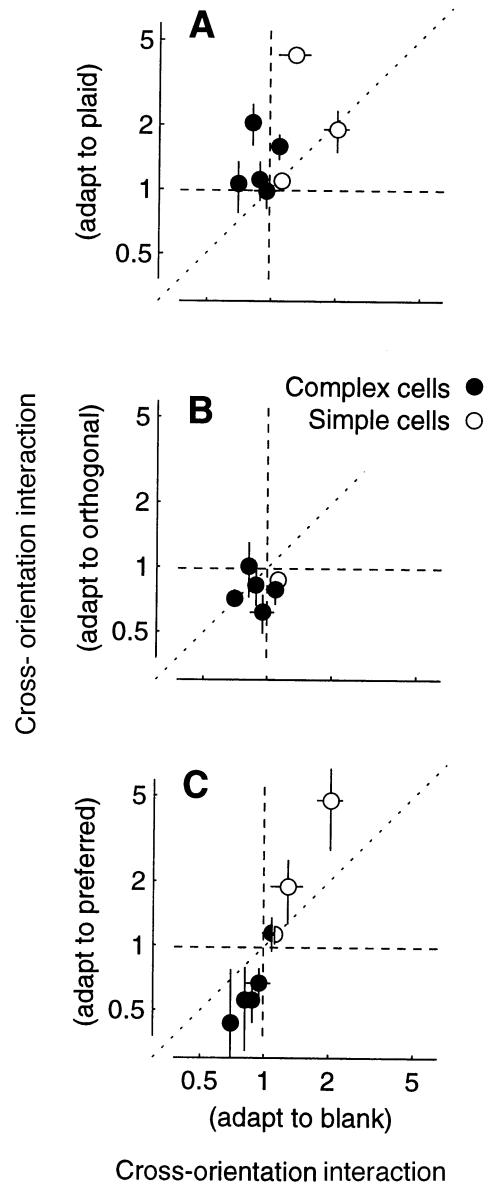 A
5
2
1
0.5
(adapt to plaid)
Complex cells
Simple cells
B
5
2
1
0.5
(adapt to orthogonal)
Cross- orientation interaction
C
5
2
1
0.5
(adapt to preferred)
0.5 1 2 5
(adapt to blank)
Cross-orientation interaction